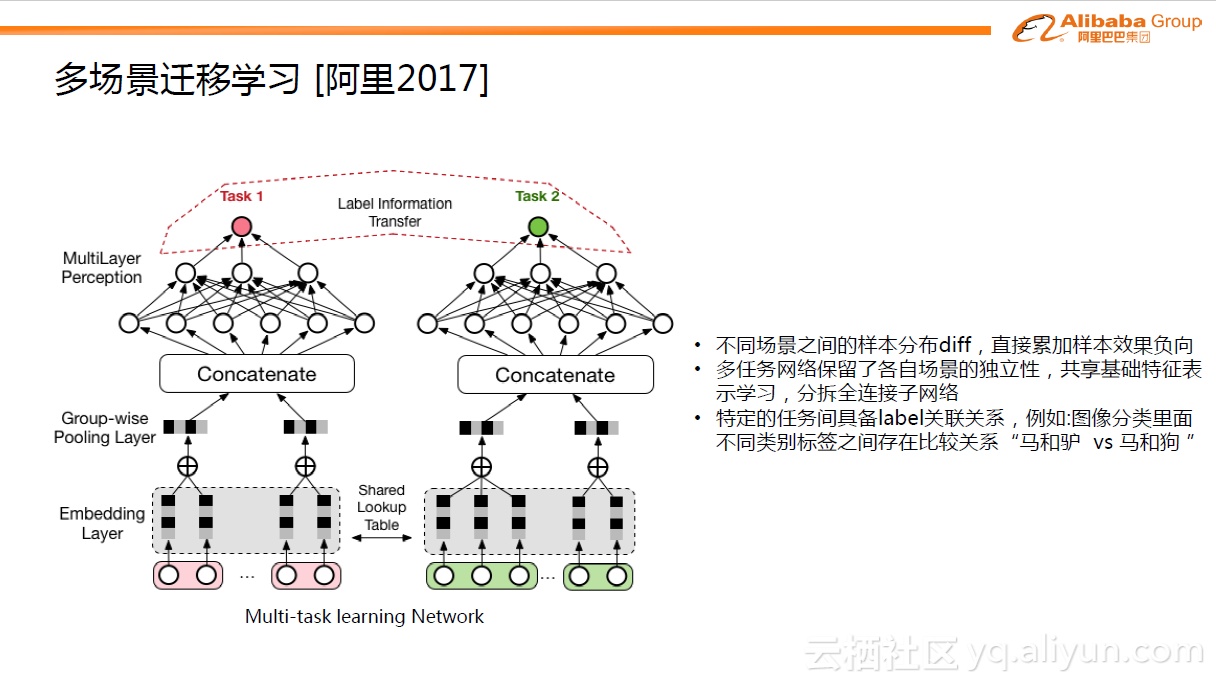 Alibaba Group
阿里巴巴集团
多场景迁移学习 [阿里2017]
Task 1
Task 2
Label Information
Transfer
MultiLayer
Perception
Concatenate
Concatenate
Group-wise
Pooling Layer
Shared
Lookup
Table
Embedding
Layer
...
...
Multi-task learning Network
• 不同场景之间的样本分布diff，直接累加样本效果负向
• 多任务网络保留了各自场景的独立性，共享基础特征表
示学习，分拆全连接子网络
• 特定的任务间具备label关联关系，例如:图像分类里面
不同类别标签之间存在比较关系“马和驴 vs 马和狗 ”
云栖社区 yq.aliyun.com